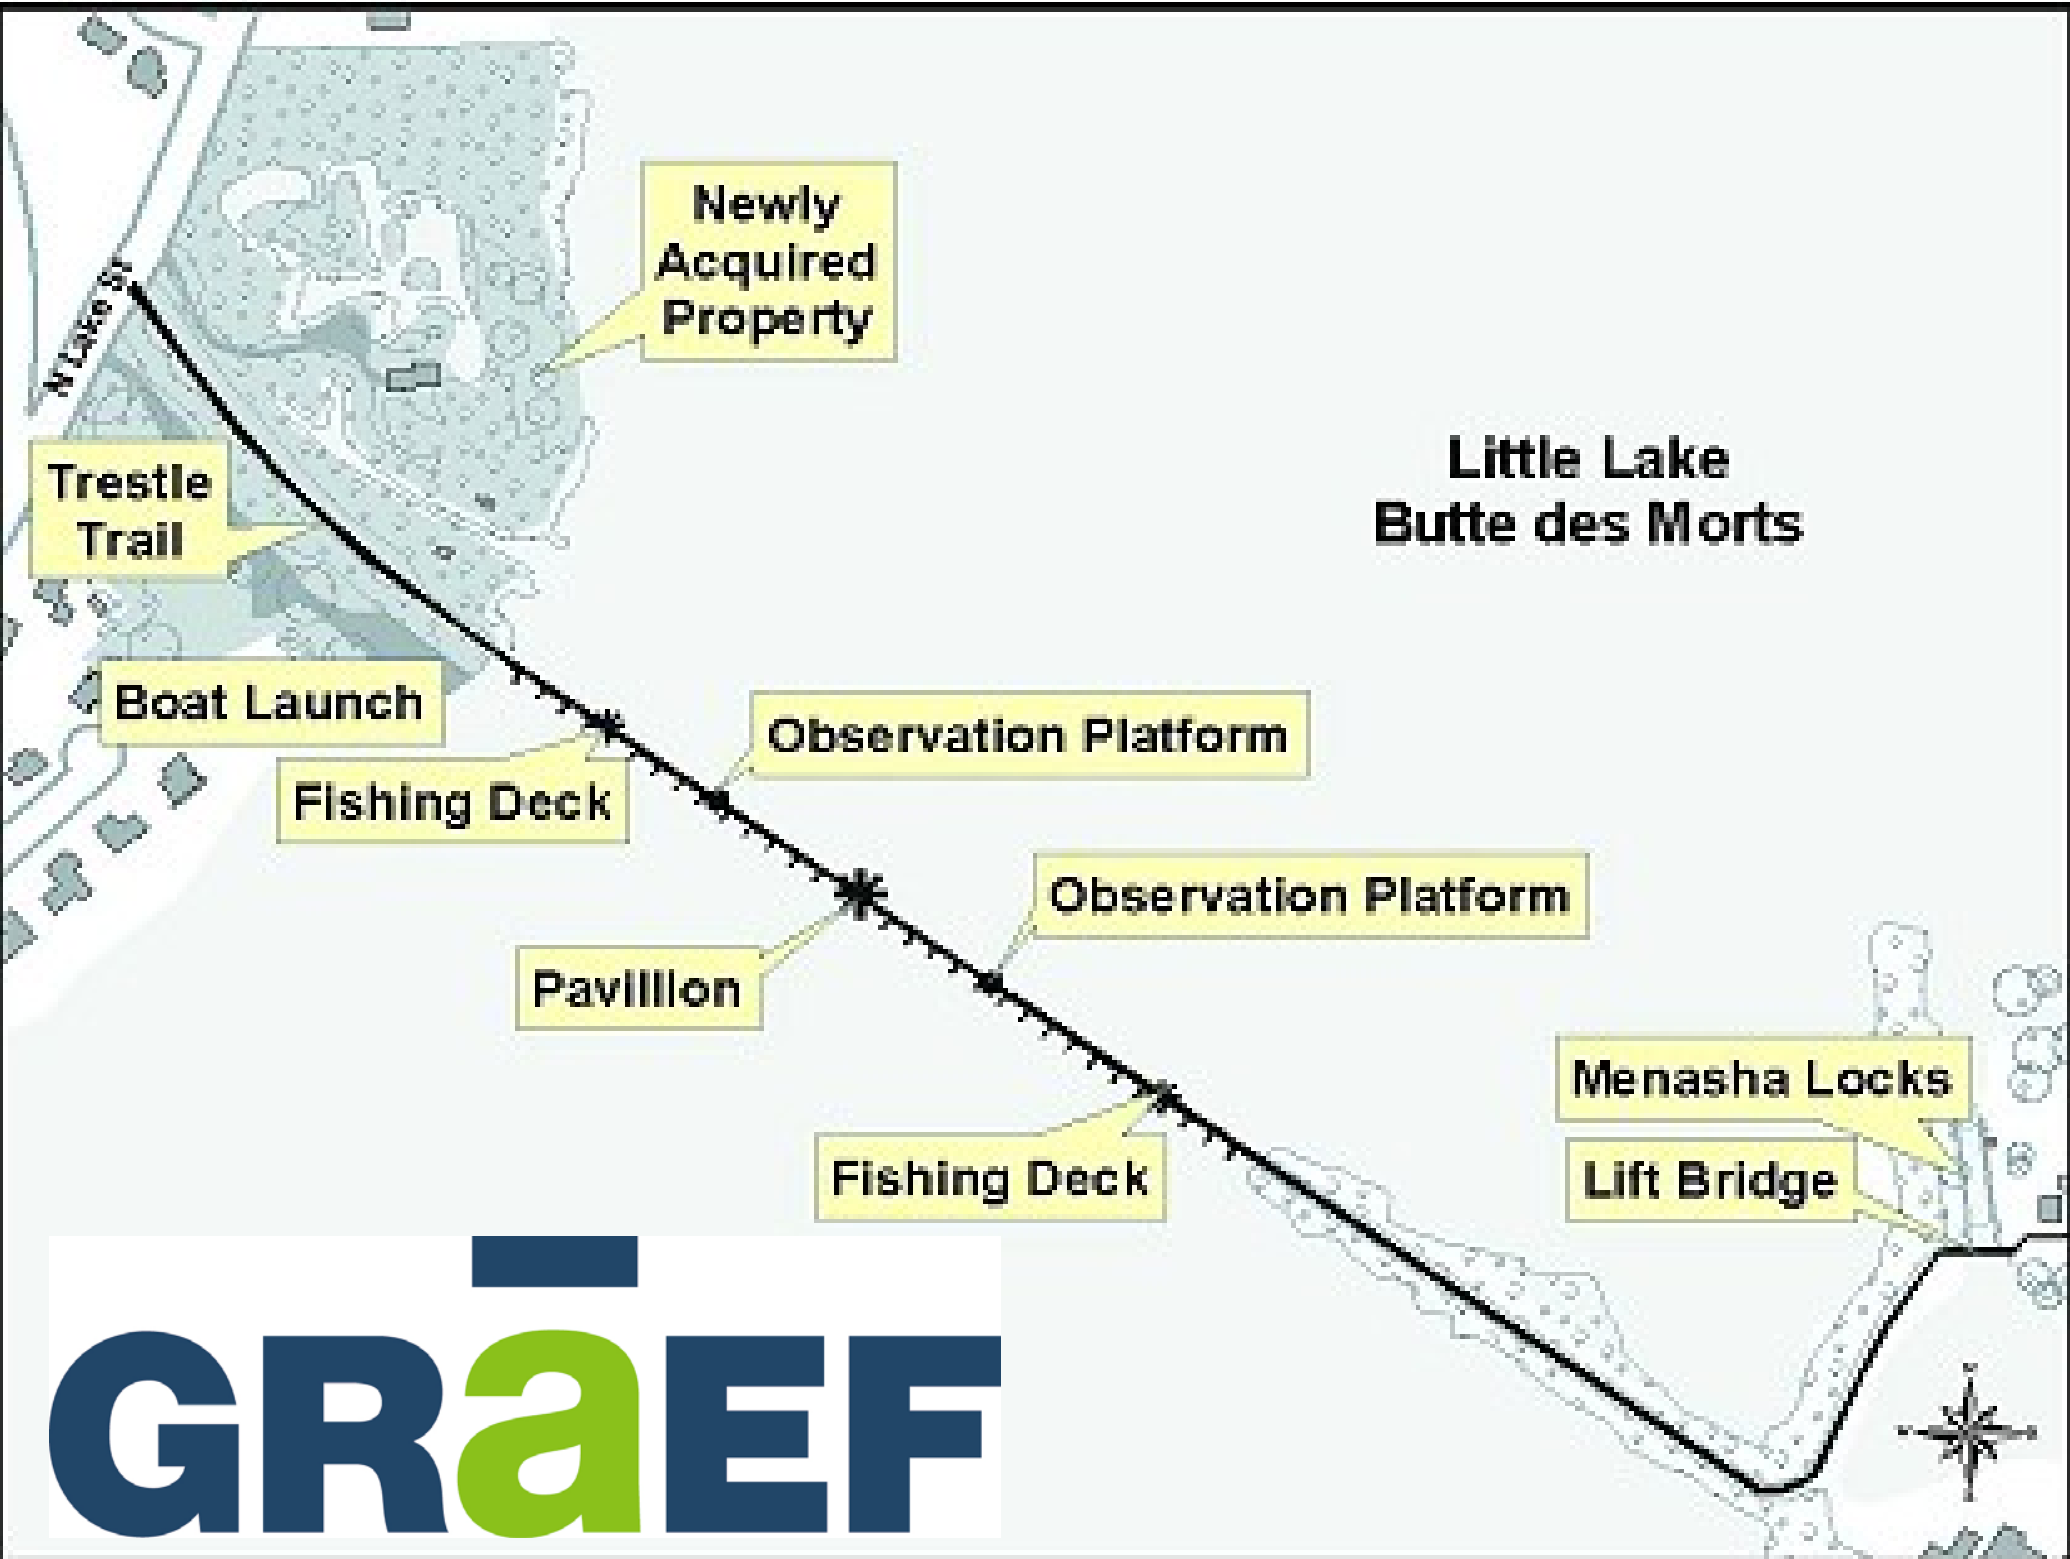 Newly
Acquired
Property
N Lake St
Little Lake
Butte des Morts
Trestle
Trail
Boat Launch
Observation Platform
Fishing Deck
Observation Platform
Pavillion
Menasha Locks
Fishing Deck
Lift Bridge
GRāEF